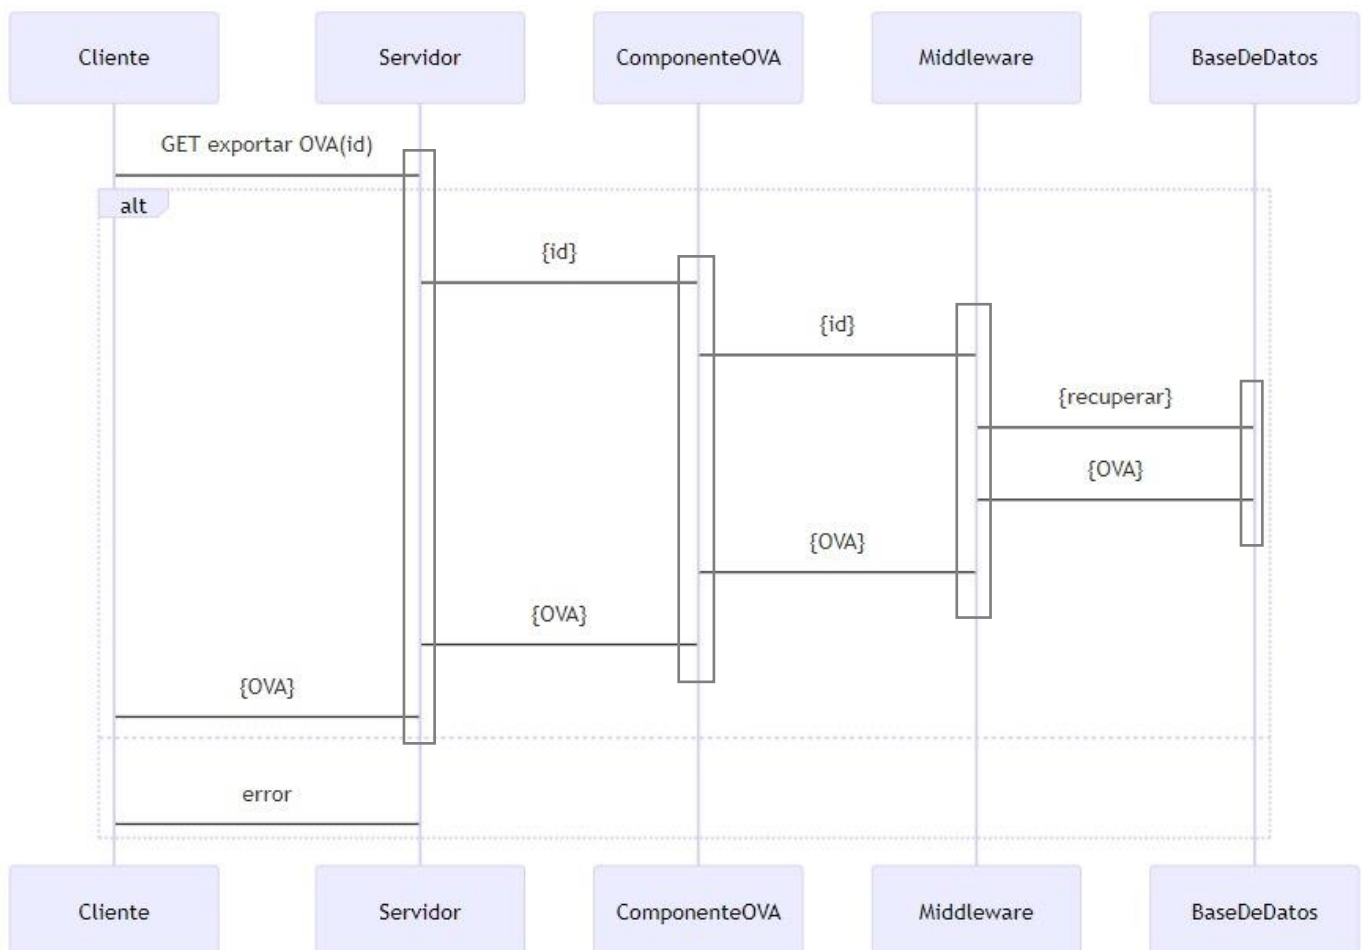 Cliente
Servidor
ComponenteOVA
Middleware
BaseDeDatos
GET exportar OVA(id)
alt
{id}
{id}
{recuperar}
{OVA}
{OVA}
{OVA}
{OVA}
error
Cliente
Servidor
ComponenteOVA
Middleware
BaseDeDatos